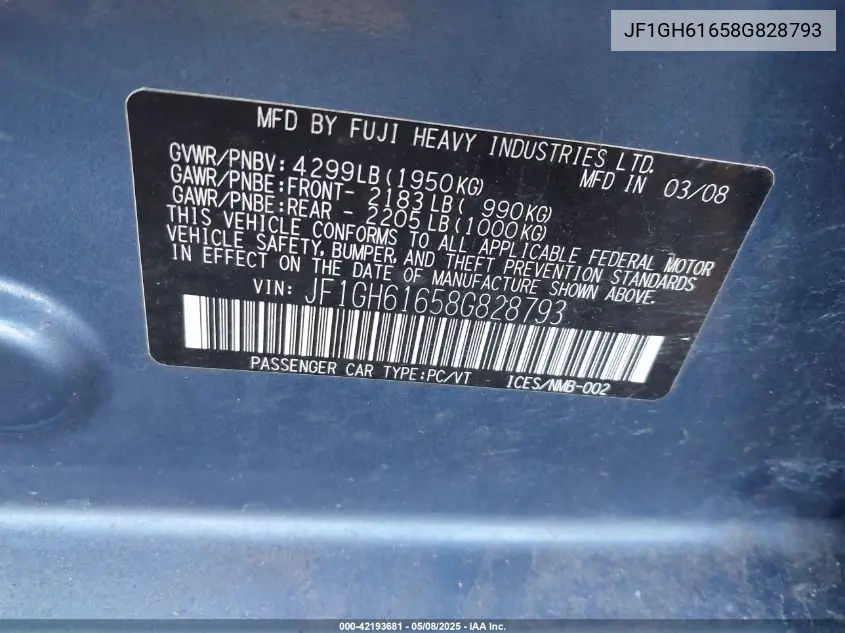 JF1GH61658G828793
MFD BY FUJI HEAVY INDUSTRIES LTD.
GVWR/PNBV: 4299LB(1950KG) MFD IN 03/08
GAWR/PNBE:FRONT- 2183LB( 990KG)
GAWR/PNBE:REAR - 2205LB(1000KG)
THIS VEHICLE CONFORMS TO ALL APPLICABLE FEDERAL MOTOR
VEHICLE SAFETY, BUMPER, AND THEFT PREVENTION STANDARDS
IN EFFECT ON THE DATE OF MANUFACTURE SHOWN ABOVE.
VIN: JF1GH61658G828793
PASSENGER CAR TYPE:PC/VT ICES/NMB-002
000-42193681 - 05/08/2025 - IAA Inc.